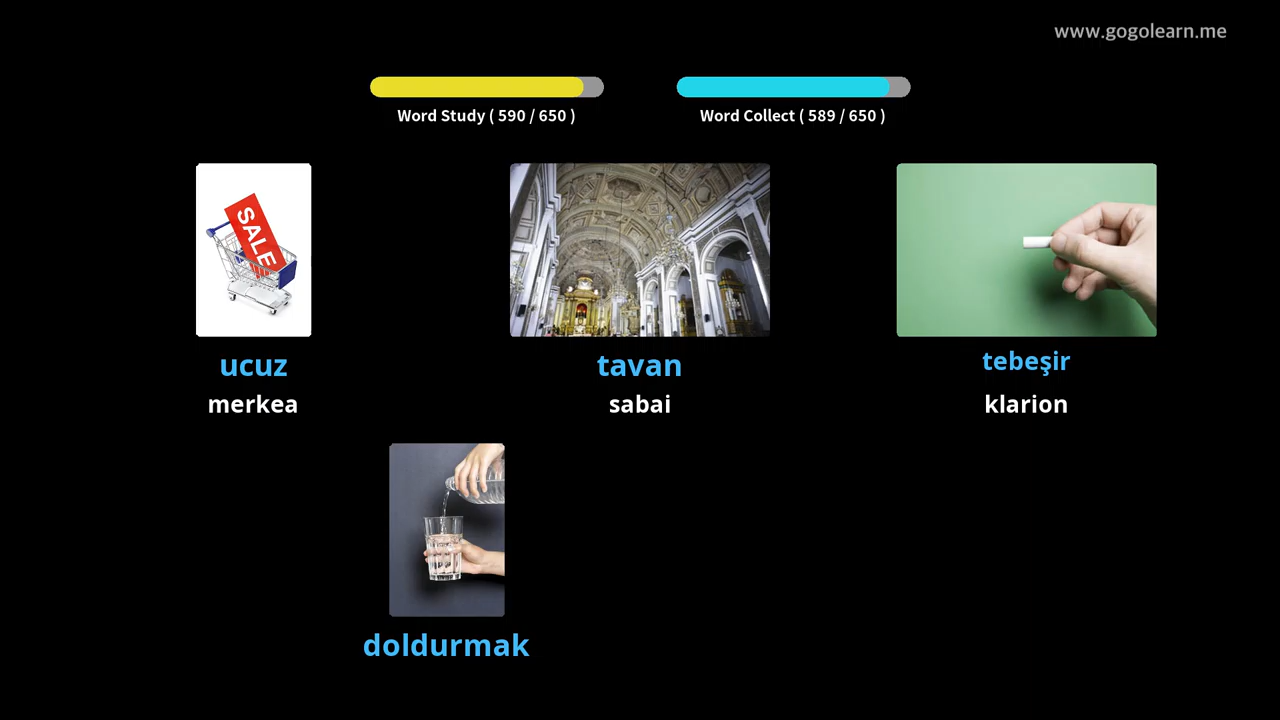 www.gogolearn.me
Word Study ( 590 / 650 )
Word Collect ( 589 / 650 )
SALE
ucuz
tavan
tebeşir
merkea
sabai
klarion
doldurmak